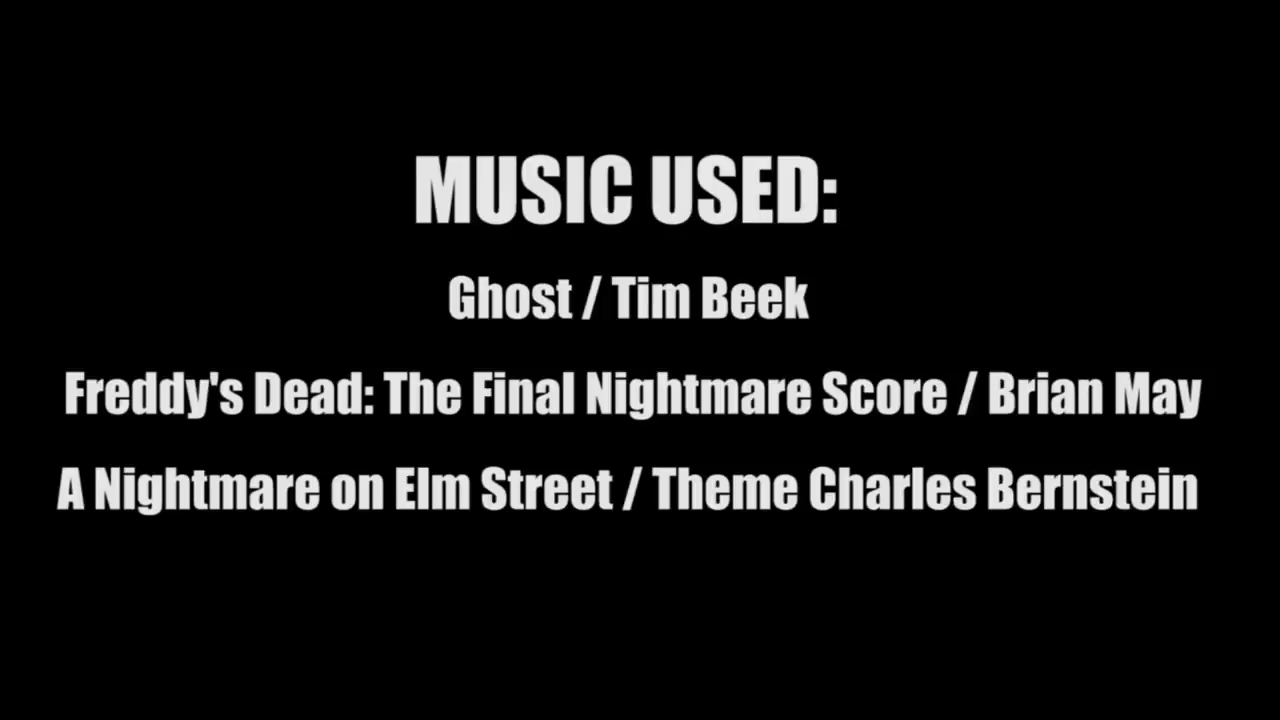 MUSIC USED:
Ghost / Tim Beek
Freddy's Dead: The Final Nightmare Score / Brian May
A Nightmare on Elm Street / Theme Charles Bernstein